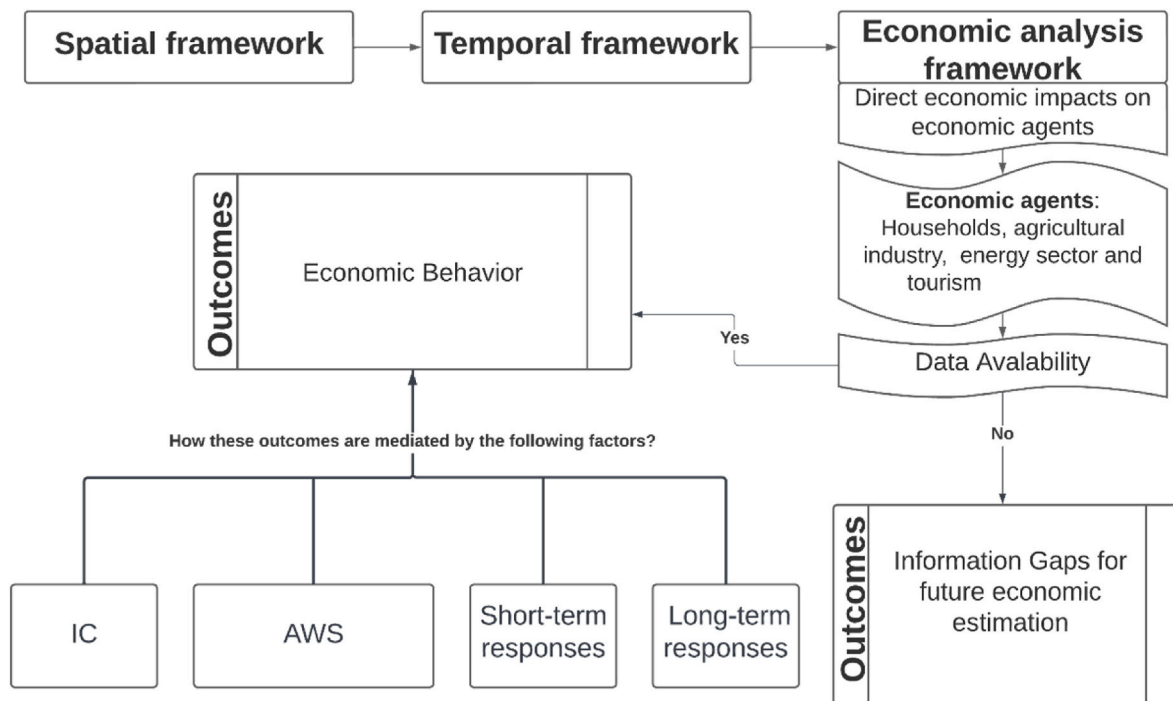 Spatial framework
Temporal framework
Economic analysis
framework
Direct economic impacts on
economic agents
Economic agents:
Households, agricultural
industry, energy sector and
tourism
Data Avalability
Yes
No
Outcomes
Economic Behavior
How these outcomes are mediated by the following factors?
IC
AWS
Short-term
responses
Long-term
responses
Outcomes
Information Gaps for
future economic
estimation